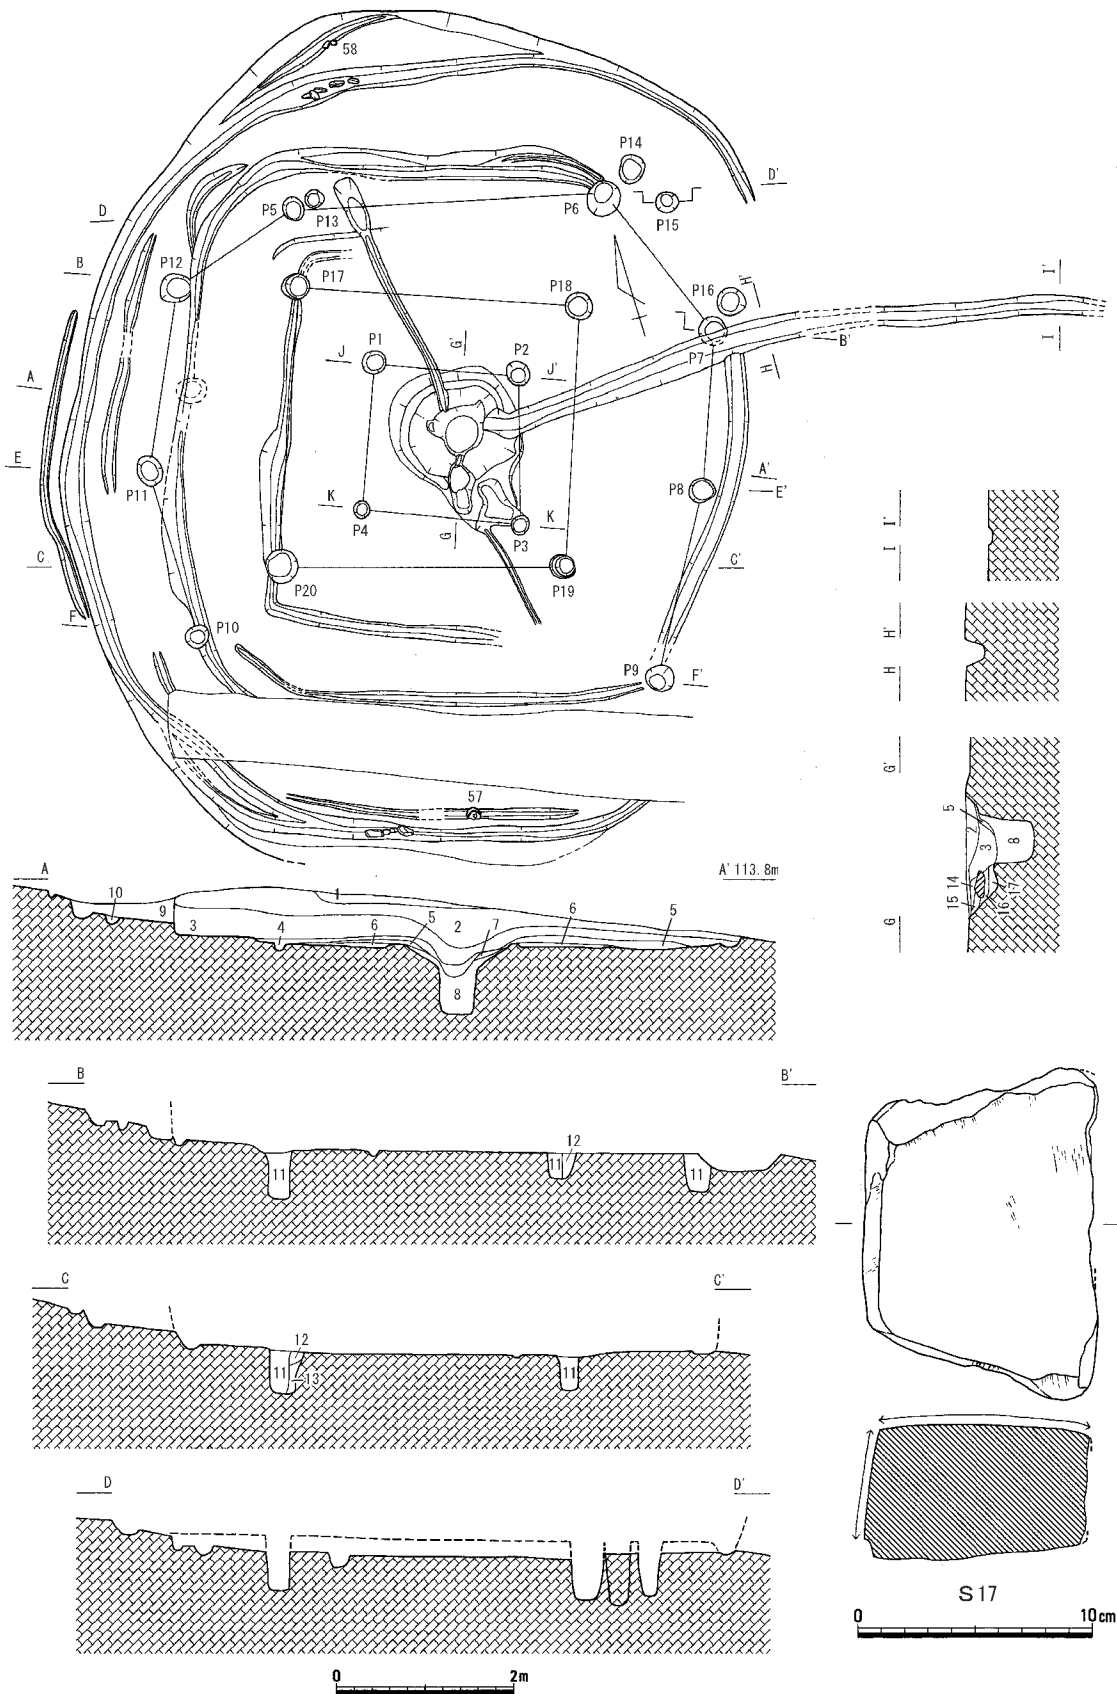 58
P14
D'
P5
P13
P6
P15
D
B
P12
P17
P18
P16
H'
I'
I
P1
G'
P2
J
J'
P7
B'
H
A
E
P11
K
P4
G
P3
K
P8
A'
E'
C
P20
P19
C'
F
P10
P9
F'
57
I'
I
H'
H
G'
5
7
3
8
14
15
16
17
G
A
A' 113.8m
10
9
1
3
4
6
5
2
7
6
5
8
B
B'
11
12
11
11
C
C'
12
11
13
11
D
D'
S17
0 10cm
0 2m